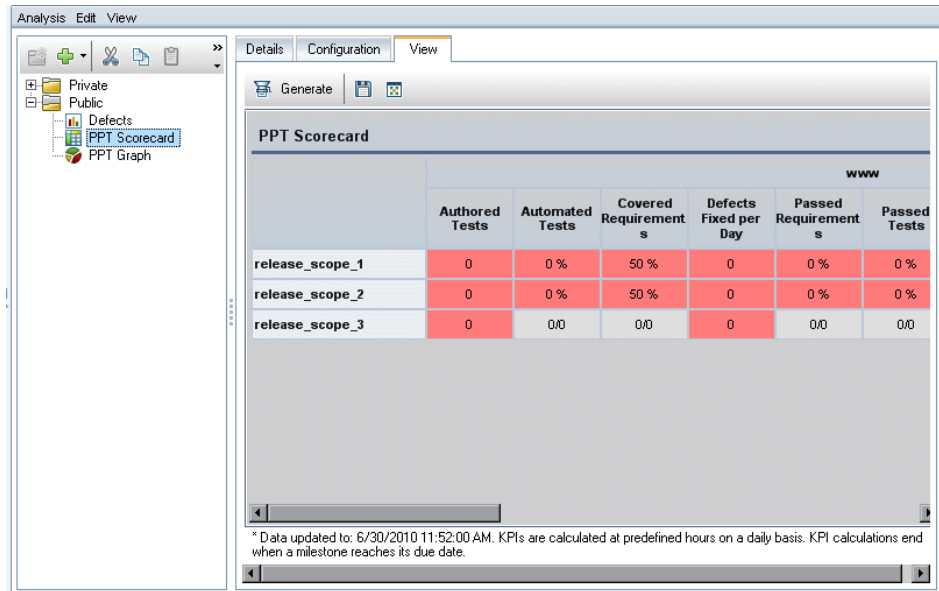 Analysis Edit View
»
Details Configuration View
Private
Public
Defects
PPT Scorecard
PPT Graph
Generate
PPT Scorecard
www
Authored Tests Automated Tests Covered Requirement s Defects Fixed per Day Passed Requirement s Passed Tests
release_scope_1 0 0 % 50 % 0 0 % 0 %
release_scope_2 0 0 % 50 % 0 0 % 0 %
release_scope_3 0 0/0 0/0 0 0/0 0/0
* Data updated to: 6/30/2010 11:52:00 AM. KPIs are calculated at predefined hours on a daily basis. KPI calculations end
when a milestone reaches its due date.